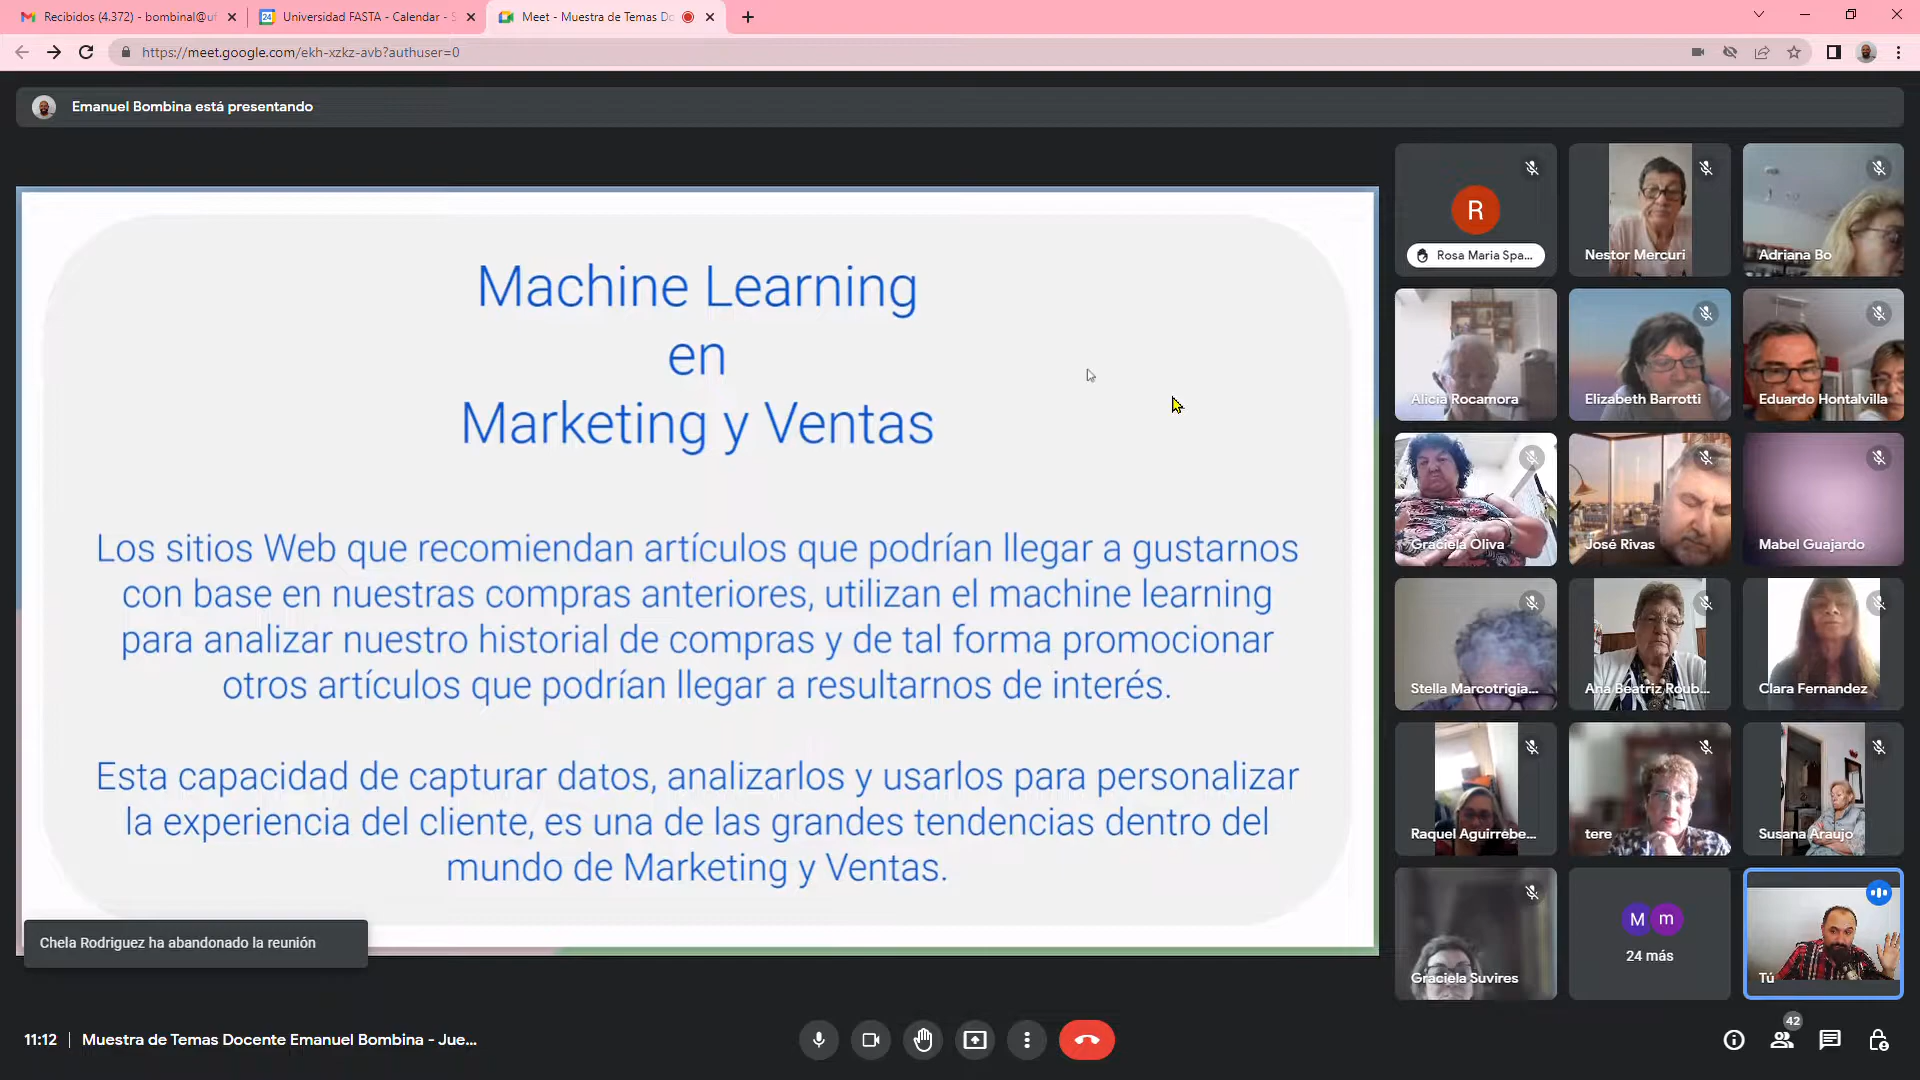 Recibidos (4.372) - bombinal@uf
Universidad FASTA - Calendar - S
Meet - Muestra de Temas Do
https://meet.google.com/ekh-xzkz-avb?authuser=0
Emanuel Bombina está presentando
Machine Learning
en
Marketing y Ventas
Los sitios Web que recomiendan artículos que podrían llegar a gustarnos
con base en nuestras compras anteriores, utilizan el machine learning
para analizar nuestro historial de compras y de tal forma promocionar
otros artículos que podrían llegar a resultarnos de interés.
Esta capacidad de capturar datos, analizarlos y usarlos para personalizar
la experiencia del cliente, es una de las grandes tendencias dentro del
mundo de Marketing y Ventas.
Chela Rodriguez ha abandonado la reunión
R
Rosa Maria Spa...
Nestor Mercuri
Adriana Bo
Alicia Rocamora
Elizabeth Barrotti
Eduardo Hontalvilla
Graciela Oliva
José Rivas
Mabel Guajardo
Stella Marcotrigia...
Ana Beatriz Roub...
Clara Fernandez
Raquel Aguirrebe...
tere
Susana Araujo
Graciela Suvires
M m
24 más
Tú
11:12 | Muestra de Temas Docente Emanuel Bombina - Jue...
42